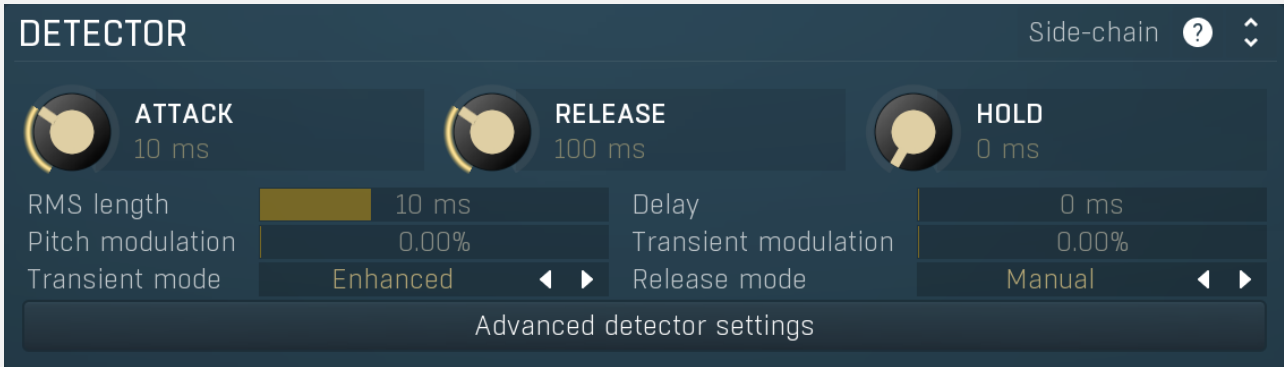 DETECTOR Side-chain ?
ATTACK RELEASE HOLD
10 ms 100 ms 0 ms
RMS length 10 ms Delay 0 ms
Pitch modulation 0.00% Transient modulation 0.00%
Transient mode Enhanced Release mode Manual
Advanced detector settings